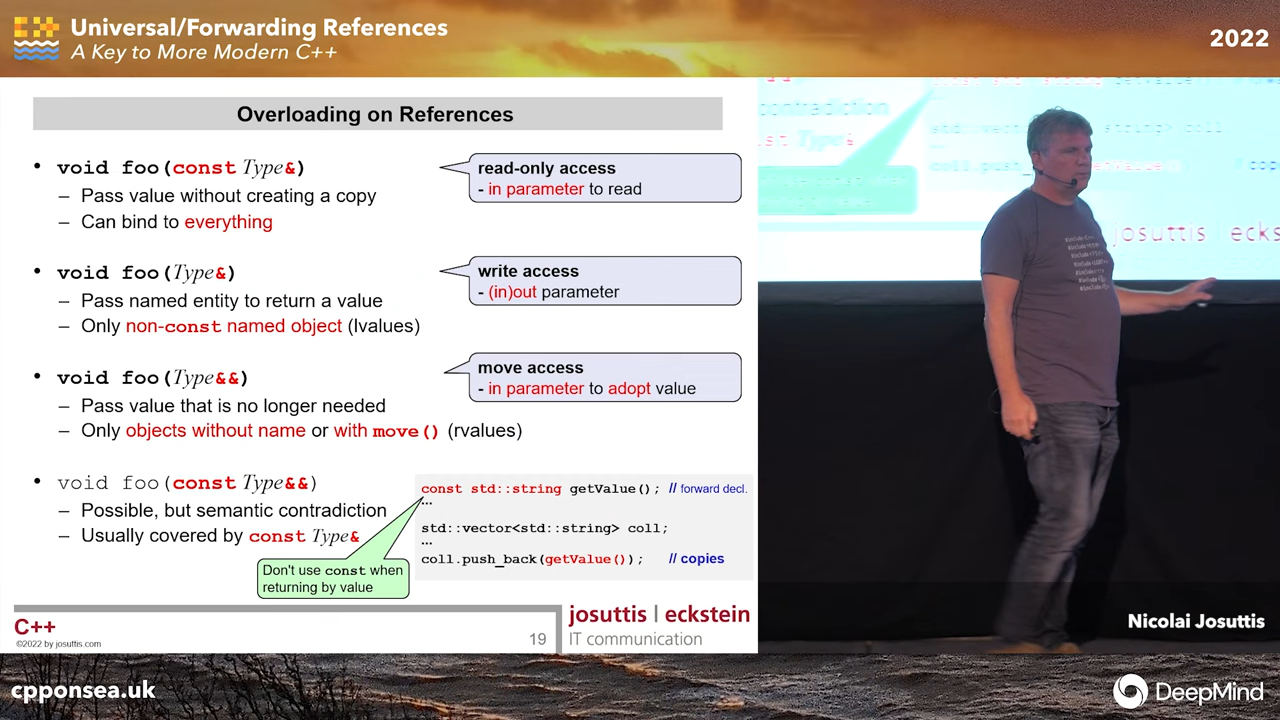 Universal/Forwarding References
A Key to More Modern C++
2022
Overloading on References
• void foo(const Type&)
– Pass value without creating a copy
– Can bind to everything
read-only access
- in parameter to read
• void foo(Type&)
– Pass named entity to return a value
– Only non-const named object (lvalues)
write access
- (in)out parameter
• void foo(Type&&)
– Pass value that is no longer needed
– Only objects without name or with move() (rvalues)
move access
- in parameter to adopt value
• void foo(const Type&&)
– Possible, but semantic contradiction
– Usually covered by const Type&
const std::string getValue(); // forward decl.
...
std::vector<std::string> coll;
...
coll.push_back(getValue()); // copies
Don't use const when
returning by value
C++
©2022 by josuttis.com
19
josuttis | eckstein
IT communication
josuttis | ecks
Nicolai Josuttis
cpponsea.uk
DeepMind